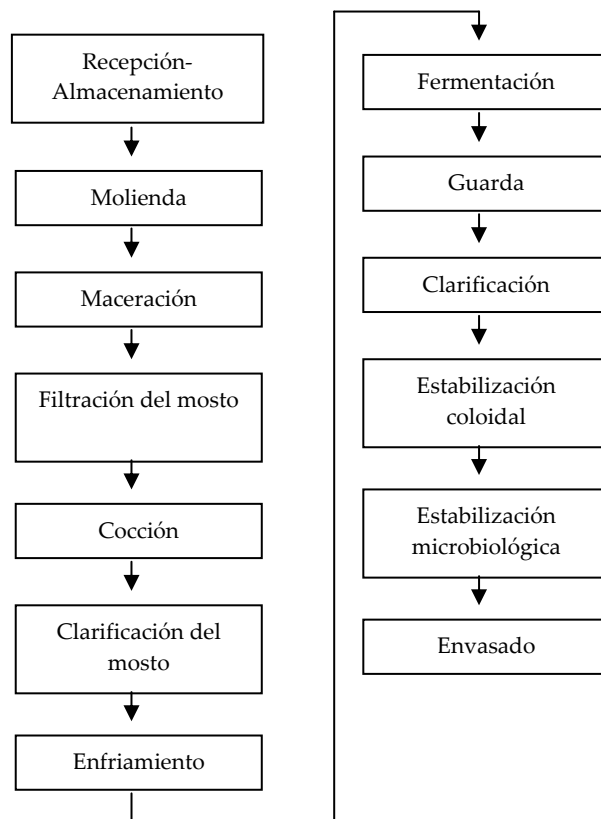 Recepción-
Almacenamiento
Molienda
Maceración
Filtración del mosto
Cocción
Clarificación del
mosto
Enfriamiento
Fermentación
Guarda
Clarificación
Estabilización
coloidal
Estabilización
microbiológica
Envasado